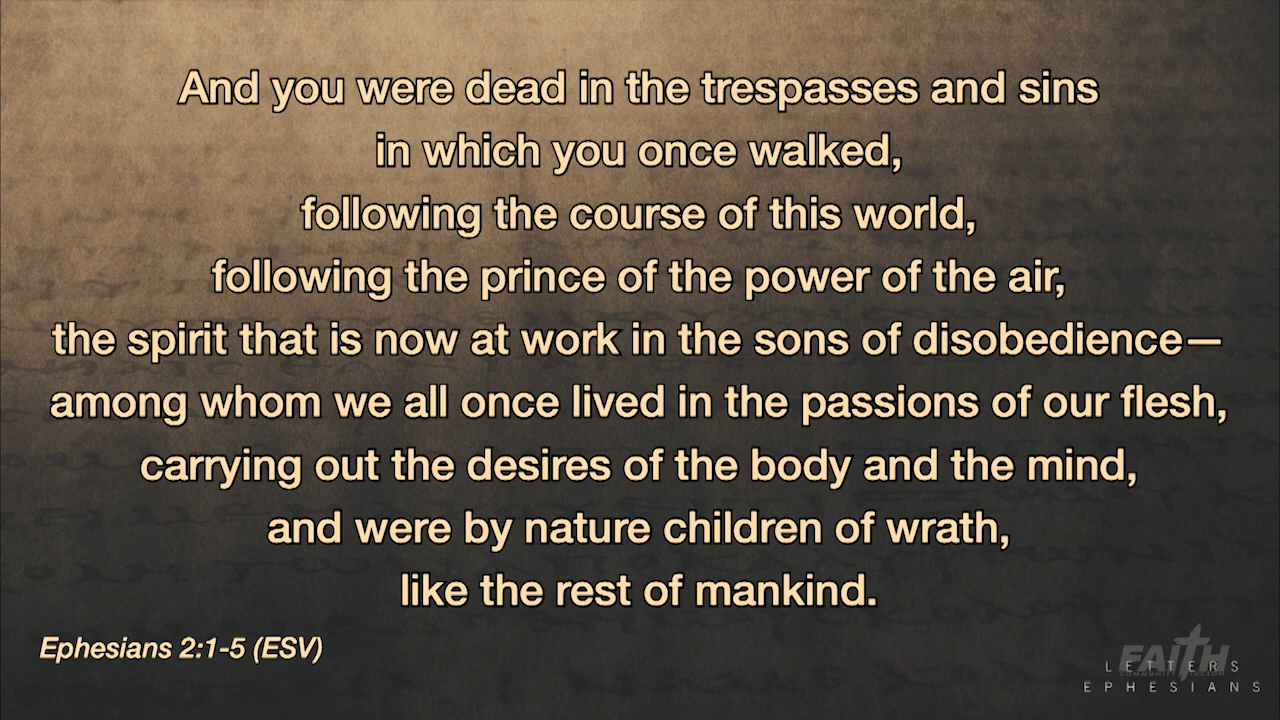 And you were dead in the trespasses and sins
in which you once walked,
following the course of this world,
following the prince of the power of the air,
the spirit that is now at work in the sons of disobedience—
among whom we all once lived in the passions of our flesh,
carrying out the desires of the body and the mind,
and were by nature children of wrath,
like the rest of mankind.
Ephesians 2:1-5 (ESV)
FAITH
LETTERS
COMMUNITY TUCSON
EPHESIANS